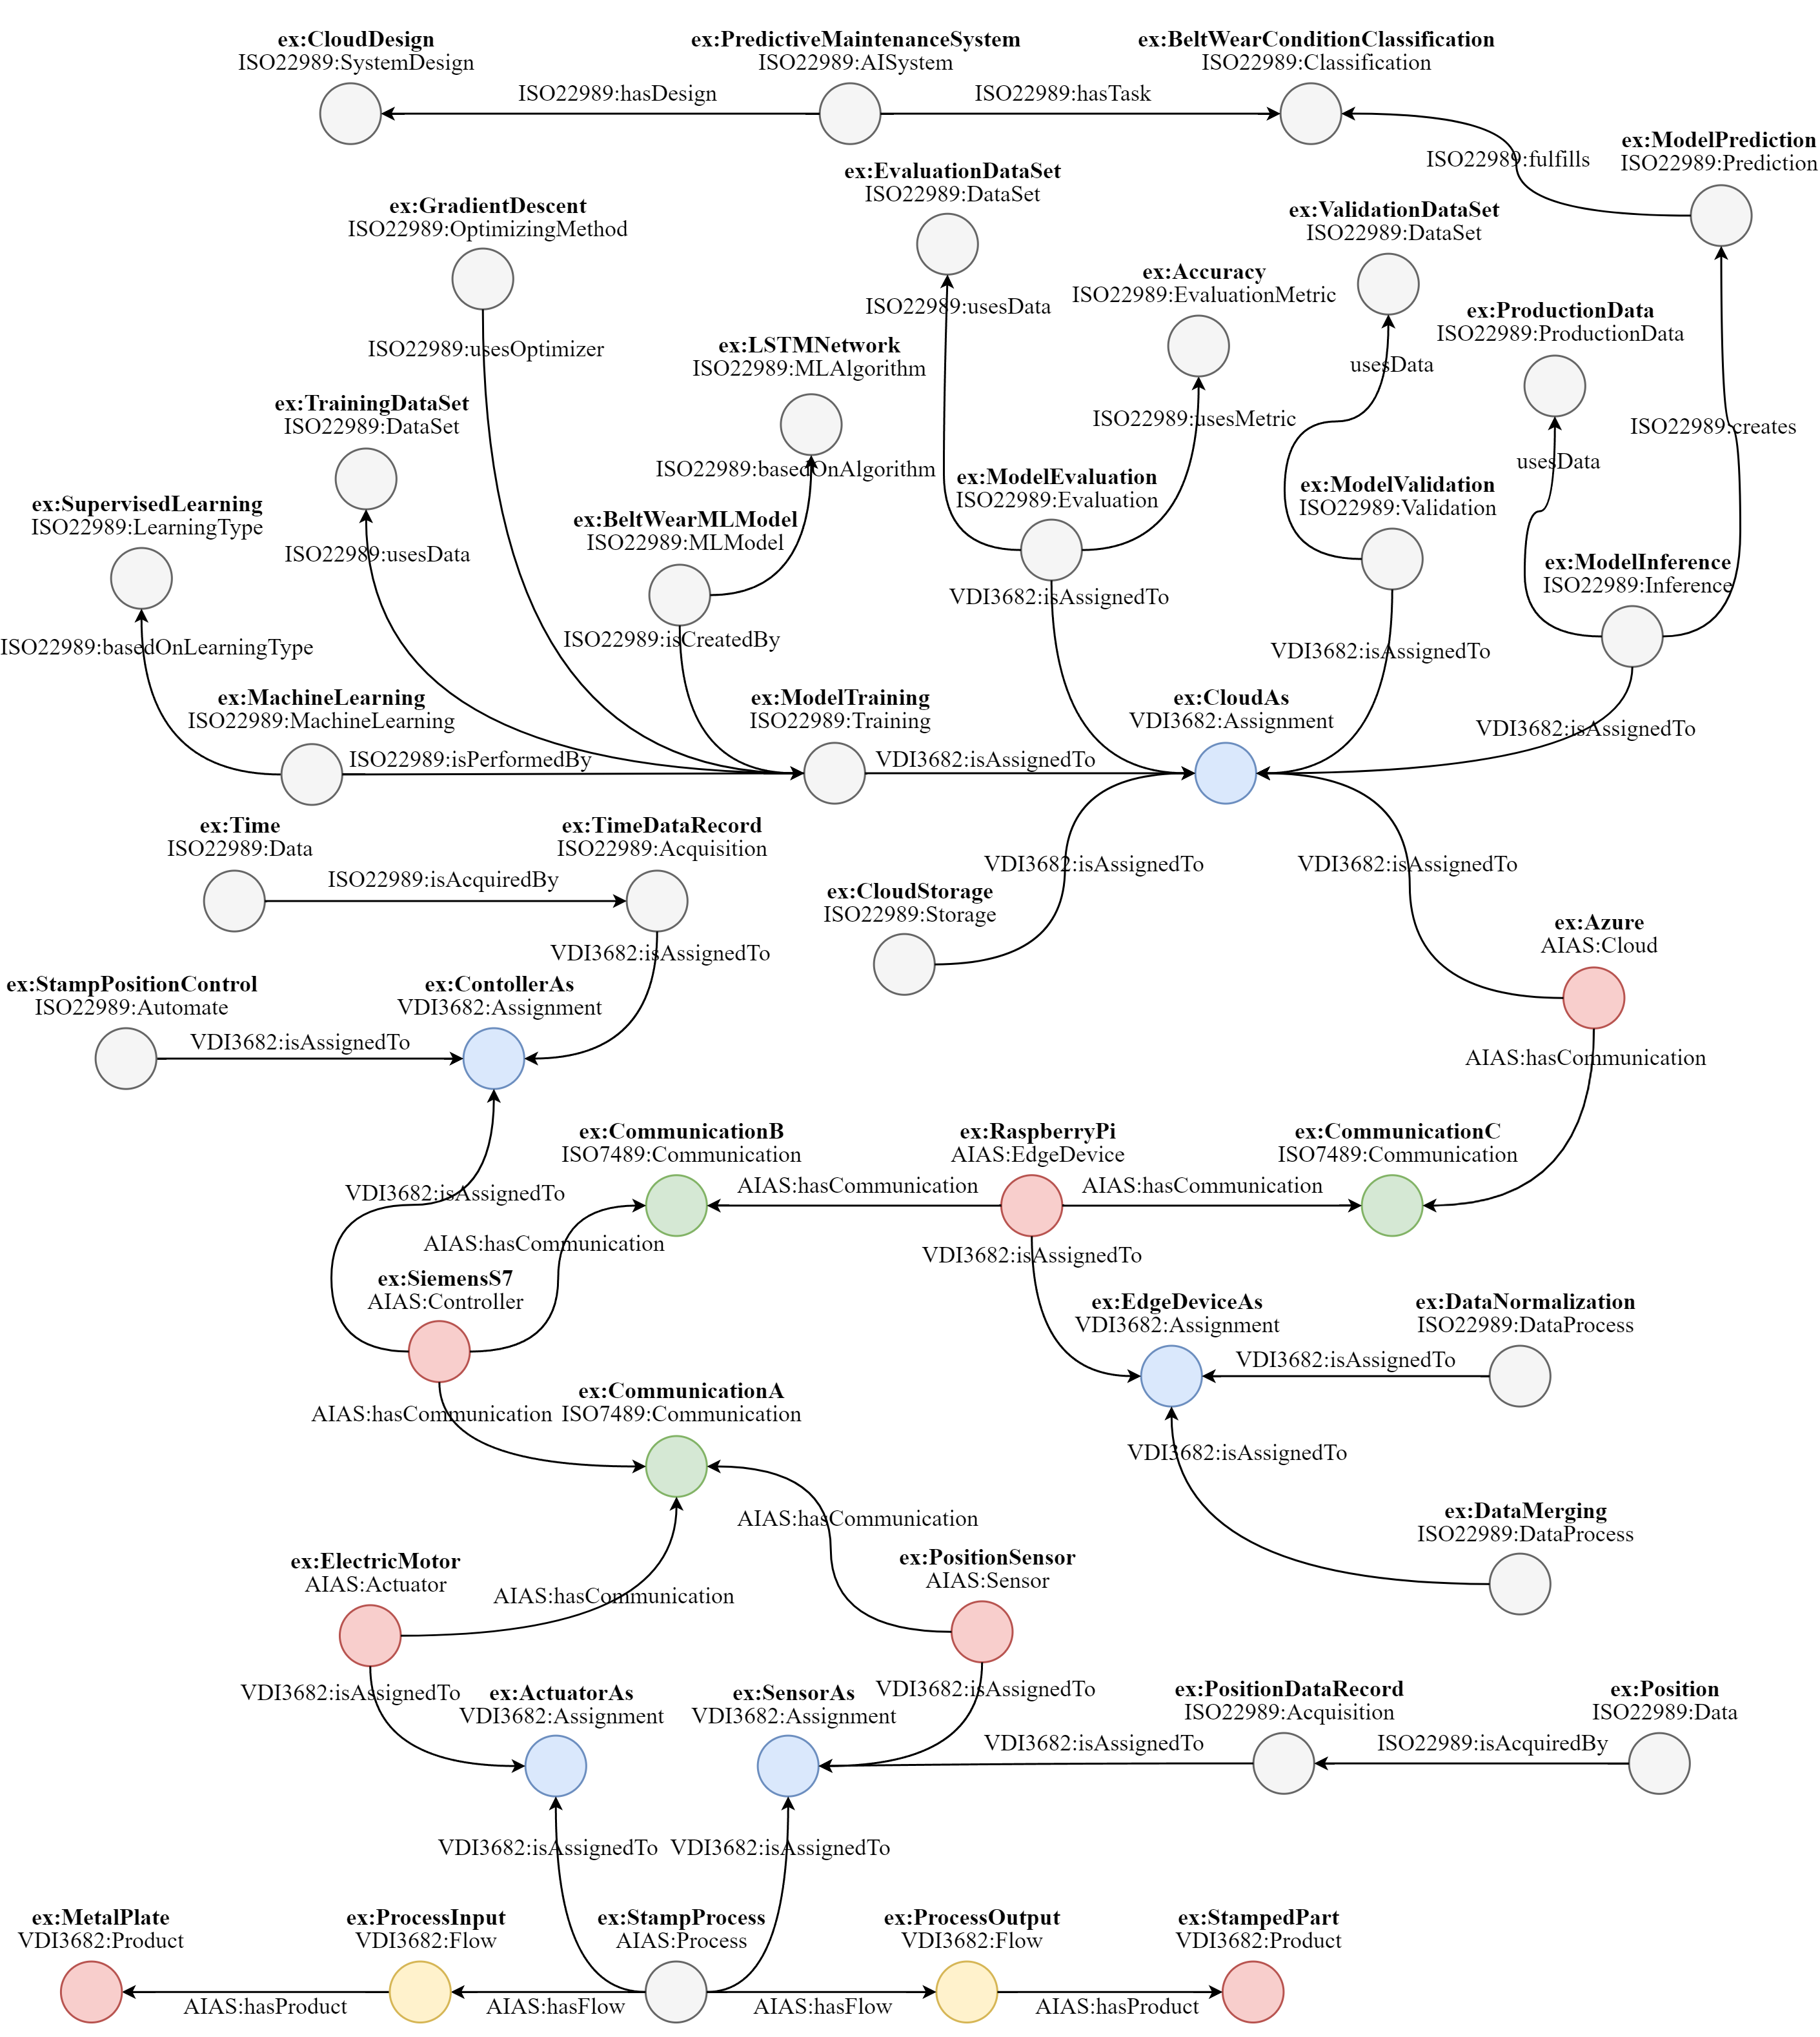 ex:CloudDesign
ISO22989:SystemDesign
ex:PredictiveMaintenanceSystem
ISO22989:AISystem
ex:BeltWearConditionClassification
ISO22989:Classification
ISO22989:hasDesign
ISO22989:hasTask
ex:ModelPrediction
ISO22989:Prediction
ISO22989:fulfills
ex:EvaluationDataSet
ISO22989:DataSet
ex:GradientDescent
ISO22989:OptimizingMethod
ex:ValidationDataSet
ISO22989:DataSet
ex:Accuracy
ISO22989:EvaluationMetric
ISO22989:usesData
ex:ProductionData
ISO22989:ProductionData
ISO22989:usesOptimizer
ex:LSTMNetwork
ISO22989:MLAlgorithm
usesData
ex:TrainingDataSet
ISO22989:DataSet
ISO22989:usesMetric
ISO22989:creates
ISO22989:basedOnAlgorithm
usesData
ex:ModelEvaluation
ISO22989:Evaluation
ex:ModelValidation
ISO22989:Validation
ex:SupervisedLearning
ISO22989:LearningType
ex:BeltWearMLModel
ISO22989:MLModel
ISO22989:usesData
ex:ModelInference
ISO22989:Inference
VDI3682:isAssignedTo
ISO22989:isCreatedBy
ISO22989:basedOnLearningType
VDI3682:isAssignedTo
ex:MachineLearning
ISO22989:MachineLearning
ex:ModelTraining
ISO22989:Training
ex:CloudAs
VDI3682:Assignment
VDI3682:isAssignedTo
ISO22989:isPerformedBy
VDI3682:isAssignedTo
ex:Time
ISO22989:Data
ex:TimeDataRecord
ISO22989:Acquisition
ISO22989:isAcquiredBy
VDI3682:isAssignedTo
VDI3682:isAssignedTo
ex:CloudStorage
ISO22989:Storage
ex:Azure
AIAS:Cloud
VDI3682:isAssignedTo
ex:StampPositionControl
ISO22989:Automate
ex:ContollerAs
VDI3682:Assignment
VDI3682:isAssignedTo
AIAS:hasCommunication
ex:CommunicationB
ISO7489:Communication
ex:RaspberryPi
AIAS:EdgeDevice
ex:CommunicationC
ISO7489:Communication
VDI3682:isAssignedTo
AIAS:hasCommunication
AIAS:hasCommunication
AIAS:hasCommunication
VDI3682:isAssignedTo
ex:SiemensS7
AIAS:Controller
ex:EdgeDeviceAs
VDI3682:Assignment
ex:DataNormalization
ISO22989:DataProcess
VDI3682:isAssignedTo
ex:CommunicationA
ISO7489:Communication
AIAS:hasCommunication
VDI3682:isAssignedTo
AIAS:hasCommunication
ex:DataMerging
ISO22989:DataProcess
ex:ElectricMotor
AIAS:Actuator
ex:PositionSensor
AIAS:Sensor
AIAS:hasCommunication
VDI3682:isAssignedTo
ex:ActuatorAs
VDI3682:Assignment
ex:SensorAs
VDI3682:Assignment
VDI3682:isAssignedTo
ex:PositionDataRecord
ISO22989:Acquisition
ex:Position
ISO22989:Data
VDI3682:isAssignedTo
ISO22989:isAcquiredBy
VDI3682:isAssignedTo
VDI3682:isAssignedTo
ex:MetalPlate
VDI3682:Product
ex:ProcessInput
VDI3682:Flow
ex:StampProcess
AIAS:Process
ex:ProcessOutput
VDI3682:Flow
ex:StampedPart
VDI3682:Product
AIAS:hasProduct
AIAS:hasFlow
AIAS:hasFlow
AIAS:hasProduct